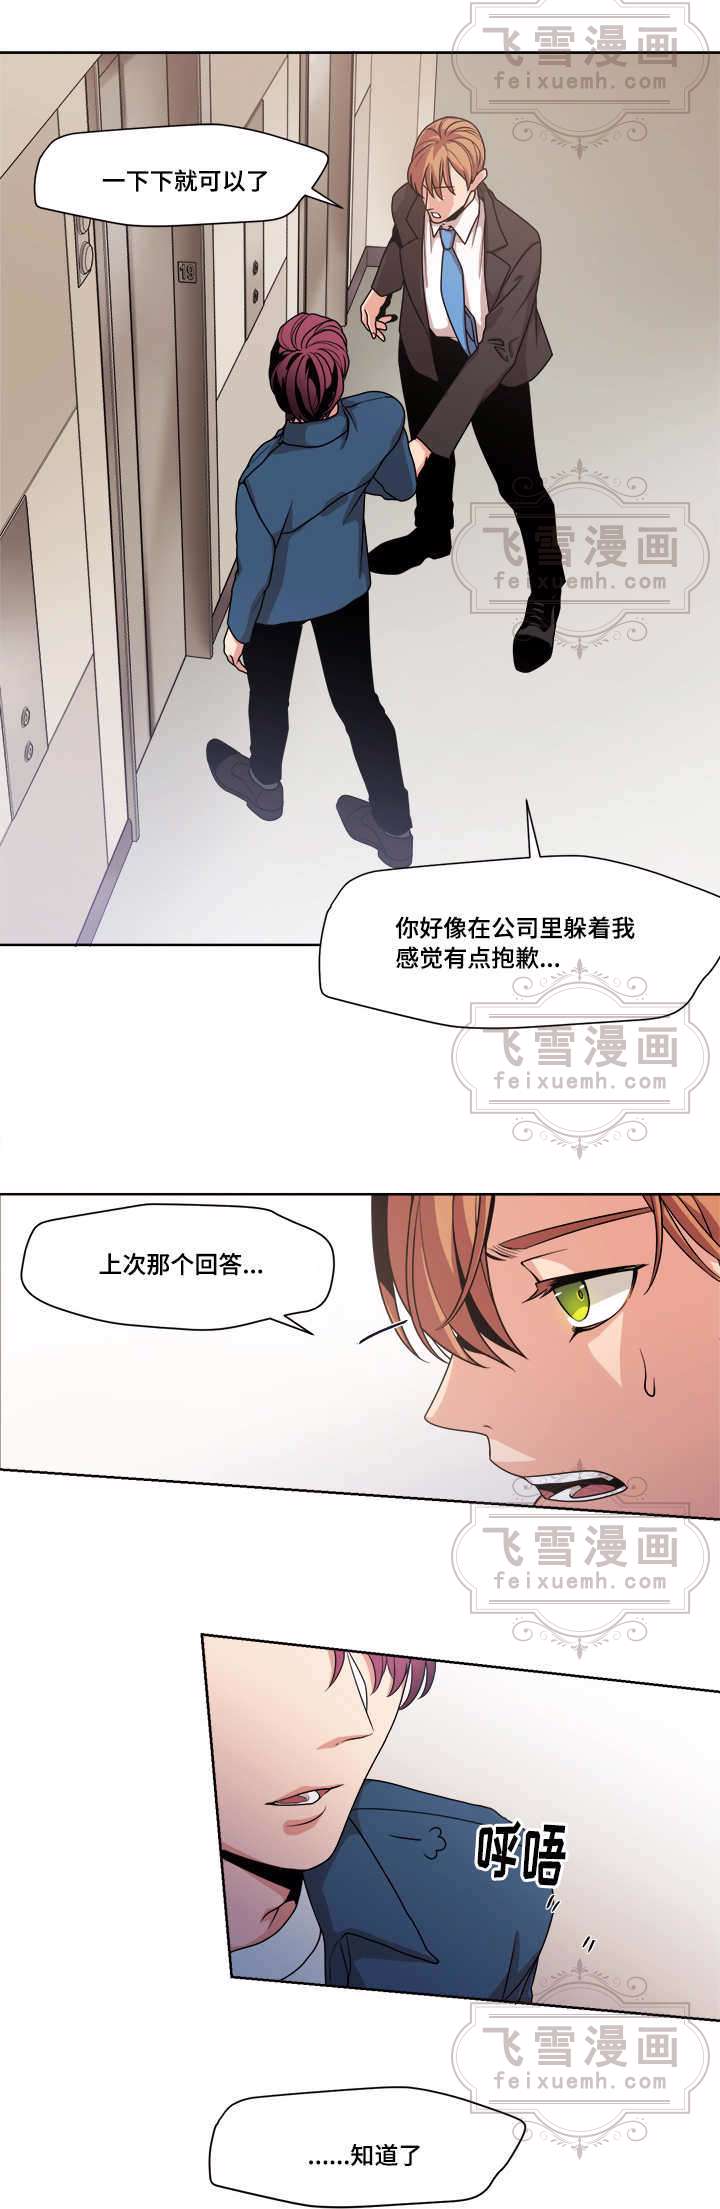 飞雪漫画
feixuemh.com
一下下就可以了
19
飞雪漫画
feixuemh.com
你好像在公司里躲着我
感觉有点抱歉...
飞雪漫画
feixuemh.com
上次那个回答...
飞雪漫画
feixuemh.com
呼唔
飞雪漫画
feixuemh.com
......知道了